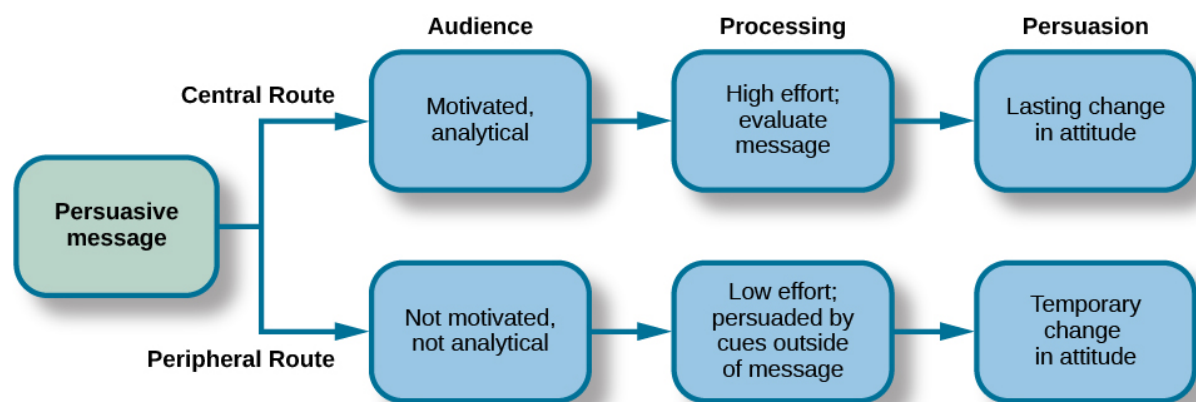 Audience
Processing
Persuasion
Central Route
Motivated,
analytical
High effort;
evaluate
message
Lasting change
in attitude
Persuasive
message
Peripheral Route
Not motivated,
not analytical
Low effort;
persuaded by
cues outside
of message
Temporary
change
in attitude